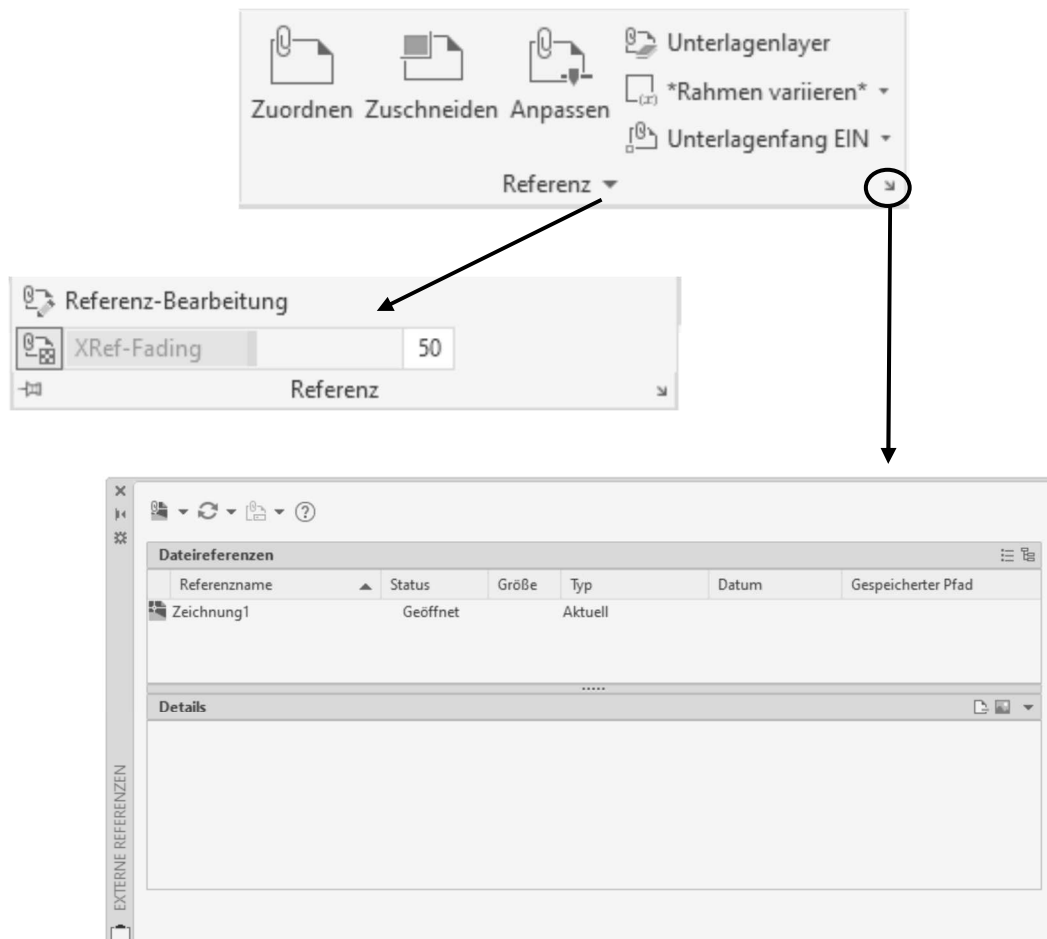 Unterlagenlayer
Zuordnen Zuschneiden Anpassen
(x) *Rahmen variieren*
Unterlagenfang EIN
Referenz
Referenz-Bearbeitung
XRef-Fading 50
Referenz
Dateireferenzen
Referenzname Status Größe Typ Datum Gespeicherter Pfad
Zeichnung1 Geöffnet Aktuell
Details
EXTERNE REFERENZEN